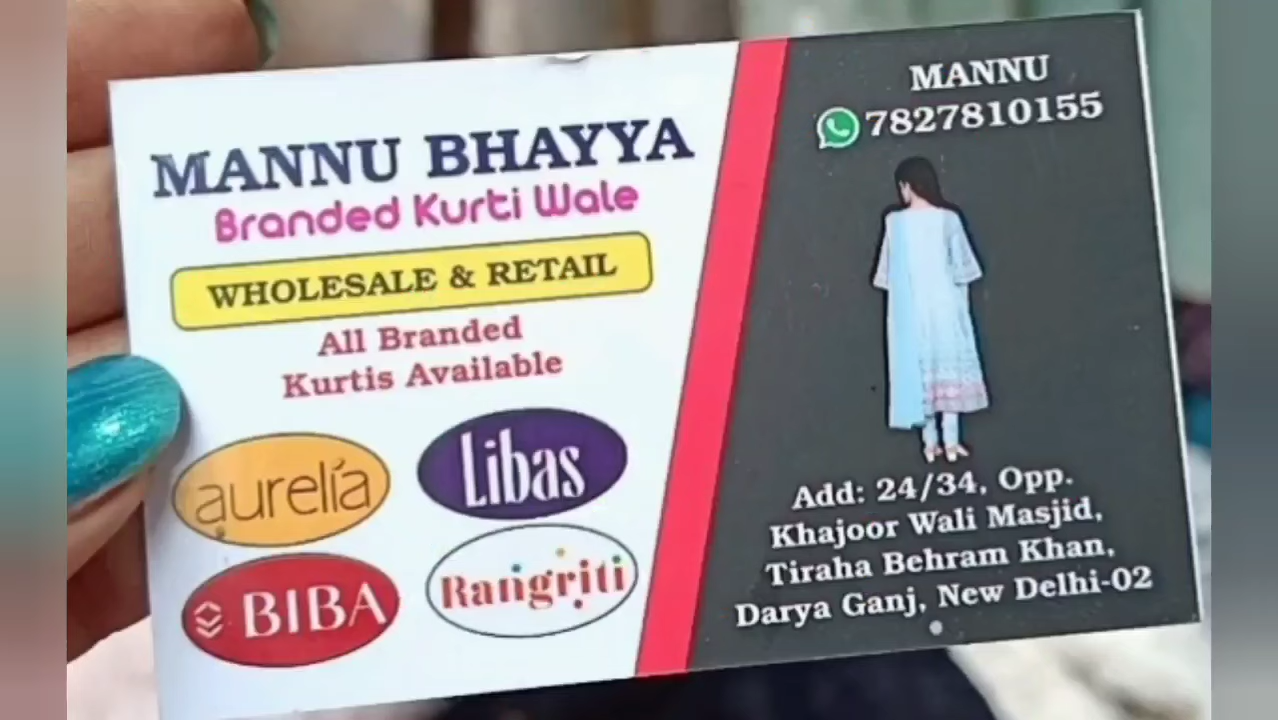 MANNU BHAYYA
Branded Kurti Wale
WHOLESALE & RETAIL
All Branded
Kurtis Available
aurelia
Libas
BIBA
Rangriti
MANNU
7827810155
Add: 24/34, Opp.
Khajoor Wali Masjid,
Tiraha Behram Khan,
Darya Ganj, New Delhi-02